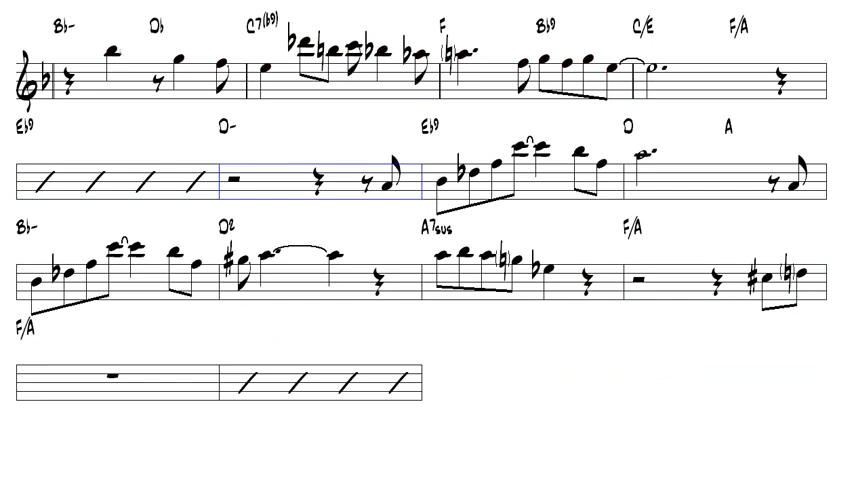 B♭- D♭ C7(♭9) F B♭9 C/E F/A
E♭9 D- E♭9 D A
B♭- D2 A7sus F/A
F/A